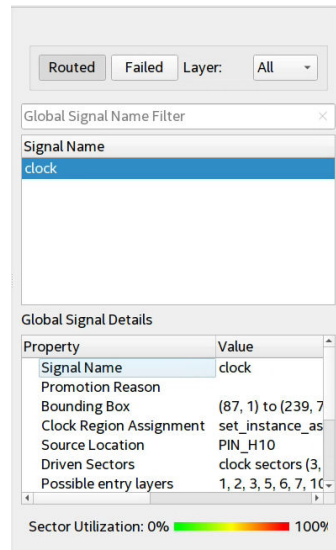 Routed Failed Layer: All
Global Signal Name Filter
Signal Name
clock
Global Signal Details
Property Value
Signal Name clock
Promotion Reason
Bounding Box (87, 1) to (239, 7
Clock Region Assignment set_instance_as
Source Location PIN_H10
Driven Sectors clock sectors (3,
Possible entry layers 1, 2, 3, 5, 6, 7, 10
Sector Utilization: 0% 100%